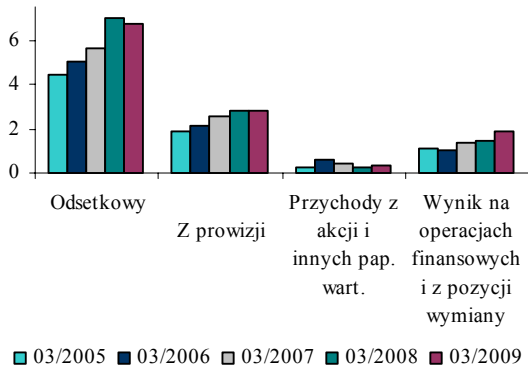 6
4
2
0
Odsetkowy
Z prowizji
Przychody z
akcji i
innych pap.
wart.
Wynik na
operacjach
finansowych
i z pozycji
wymiany
03/2005 03/2006 03/2007 03/2008 03/2009